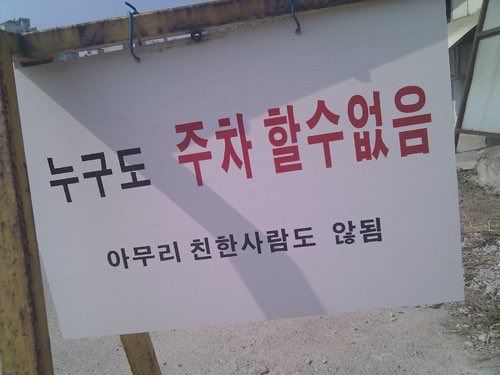 누구도 주차 할수없음
아무리 친한사람도 않됨